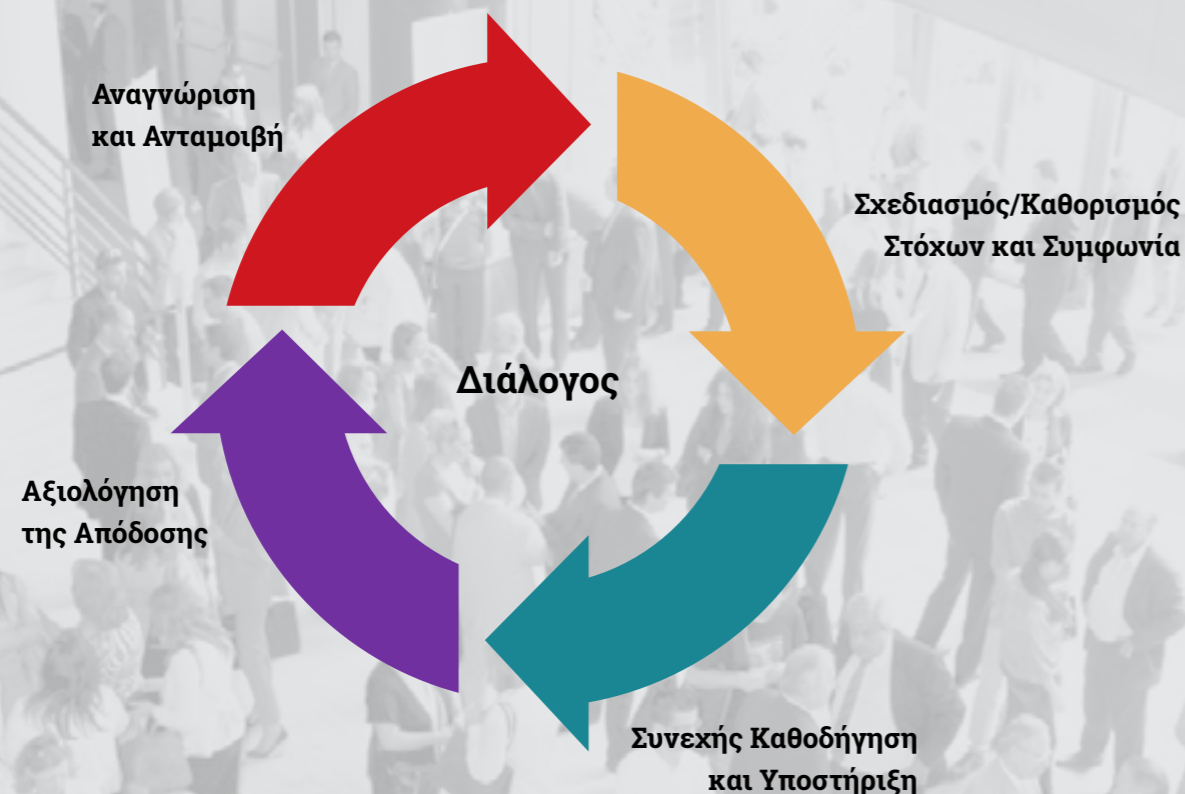 Αναγνώριση
και Ανταμοιβή
Σχεδιασμός/Καθορισμός
Στόχων και Συμφωνία
Διάλογος
Αξιολόγηση
της Απόδοσης
Συνεχής Καθοδήγηση
και Υποστήριξη